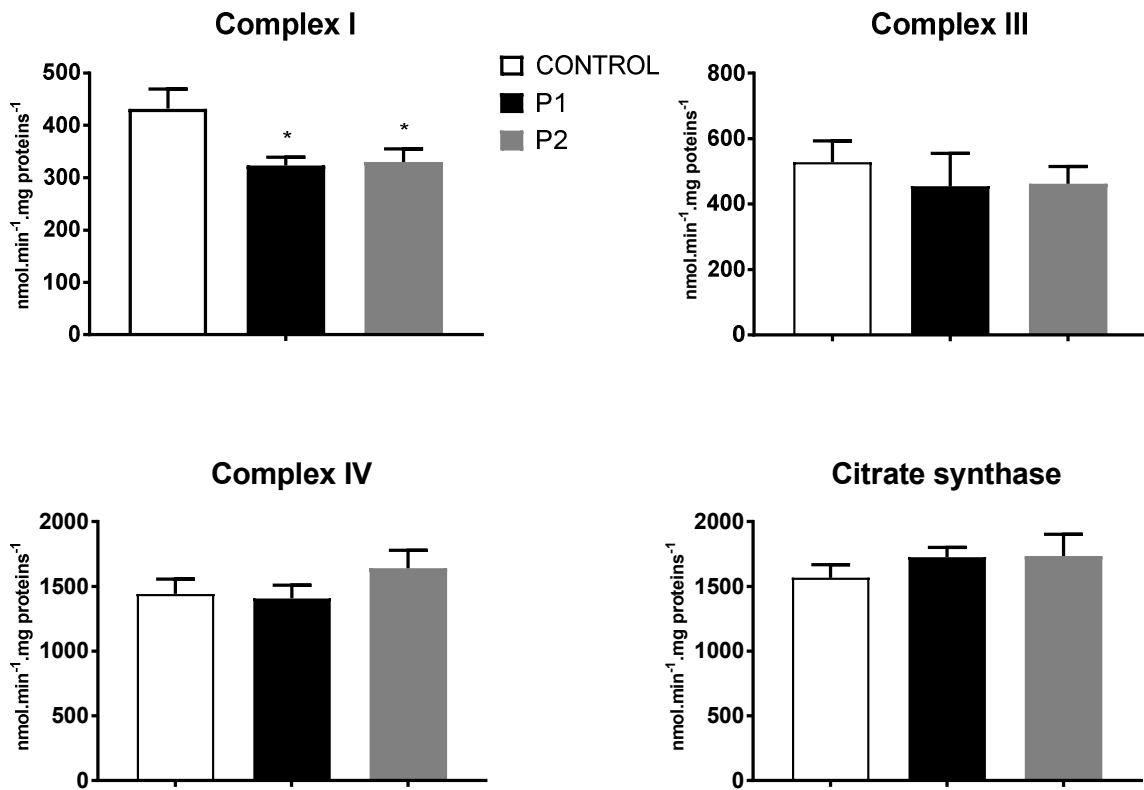 Complex I
500
400
300
200
100
0
nmol.min⁻¹.mg proteins⁻¹
*
*
CONTROL
P1
P2
Complex III
800
600
400
200
0
nmol.min⁻¹.mg poteins⁻¹
Complex IV
2000
1500
1000
500
0
nmol.min⁻¹.mg proteins⁻¹
Citrate synthase
2000
1500
1000
500
0
nmol.min⁻¹.mg proteins⁻¹